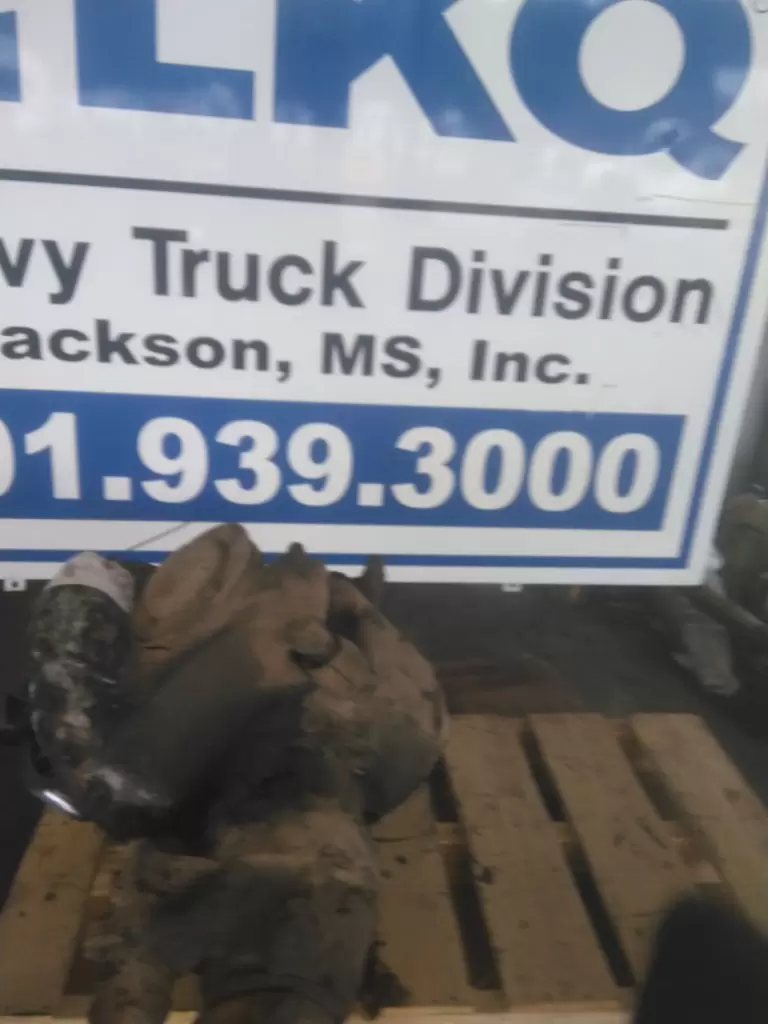 LKQ
vy Truck Division
ackson, MS, Inc.
01.939.3000